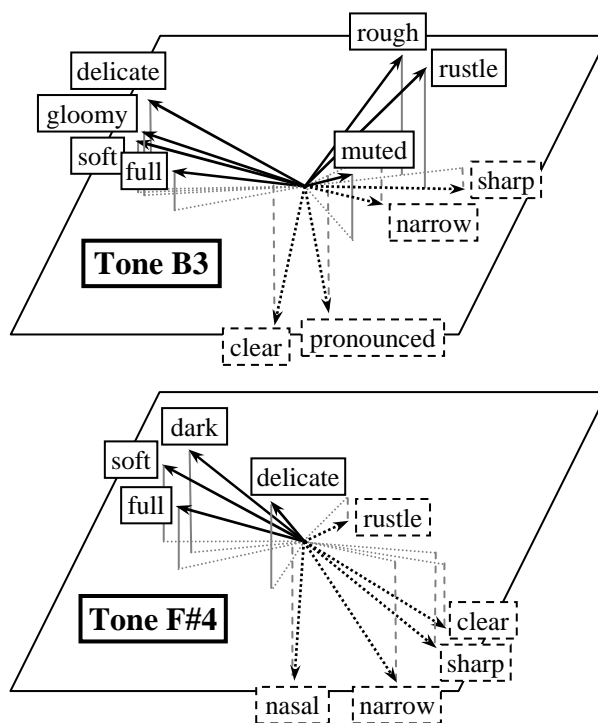 rough
delicate
rustle
gloomy
soft
full
muted
sharp
narrow
Tone B3
clear
pronounced
dark
soft
delicate
full
rustle
Tone F#4
clear
sharp
nasal
narrow